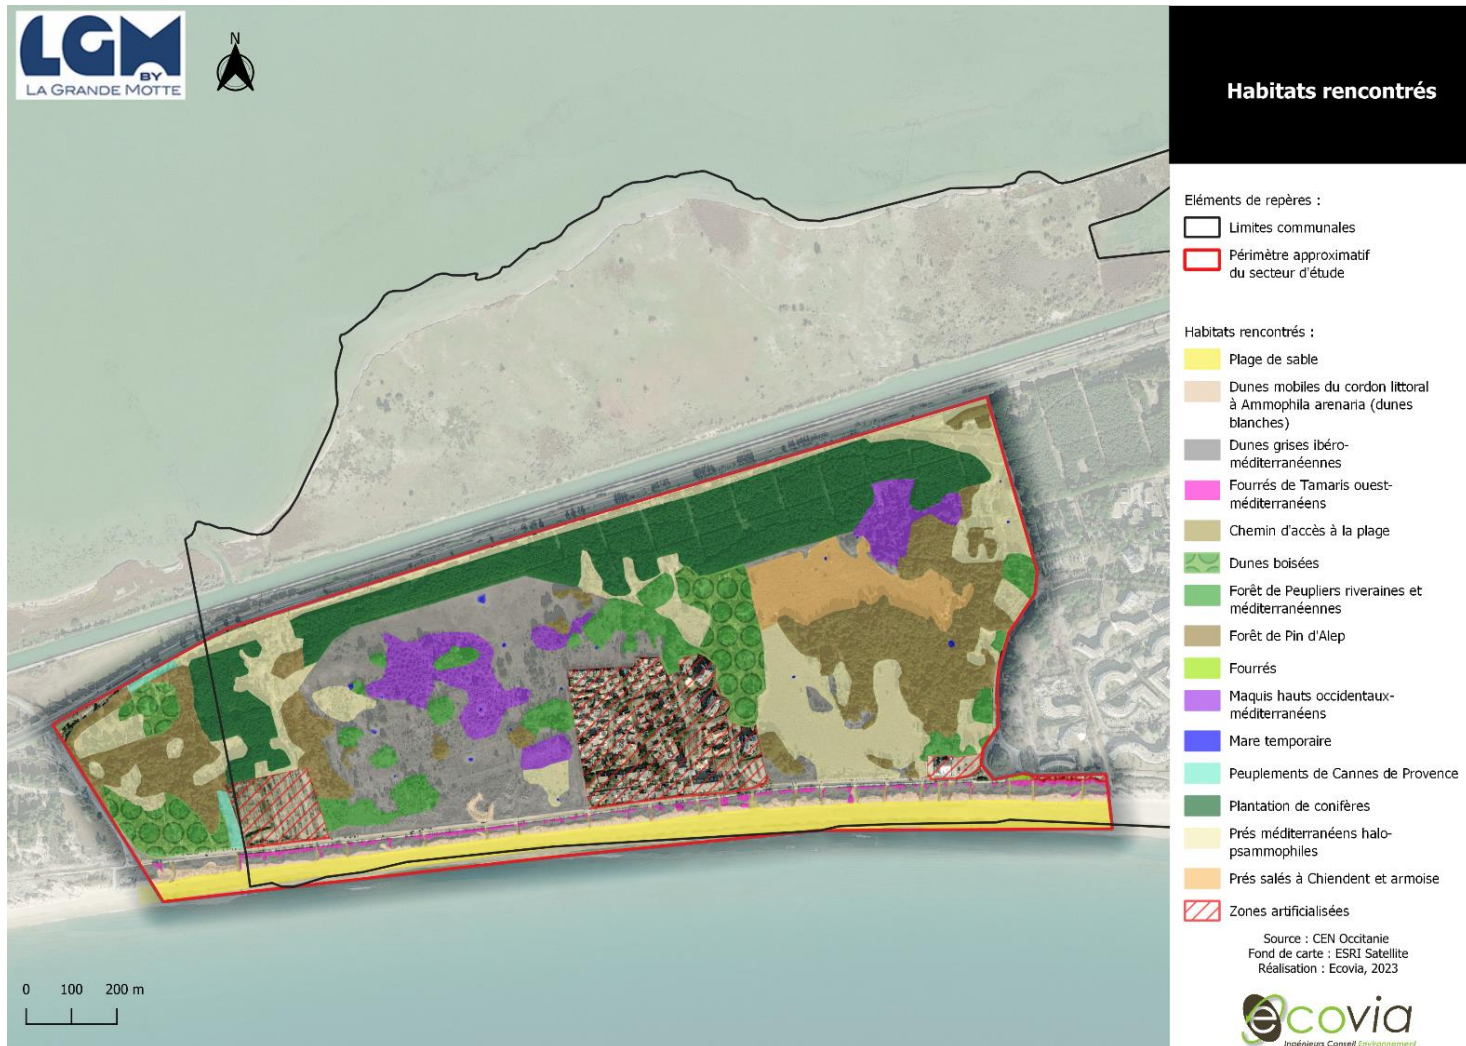 LGM
BY
LA GRANDE MOTTE
N
Habitats rencontrés
Eléments de repères :
Limites communales
Périmètre approximatif
du secteur d'étude
Habitats rencontrés :
Plage de sable
Dunes mobiles du cordon littoral
à Ammophila arenaria (dunes
blanches)
Dunes grises ibéro-
méditerranéennes
Fourrés de Tamaris ouest-
méditerranéens
Chemin d'accès à la plage
Dunes boisées
Forêt de Peupliers riveraines et
méditerranéennes
Forêt de Pin d'Alep
Fourrés
Maquis hauts occidentaux-
méditerranéens
Mare temporaire
Peuplements de Cannes de Provence
Plantation de conifères
Prés méditerranéens halo-
psammophiles
Prés salés à Chiendent et armoise
Zones artificialisées
Source : CEN Occitanie
Fond de carte : ESRI Satellite
Réalisation : Ecovia, 2023
0 100 200 m
ecovia
Ingénieurs Conseil Environnement